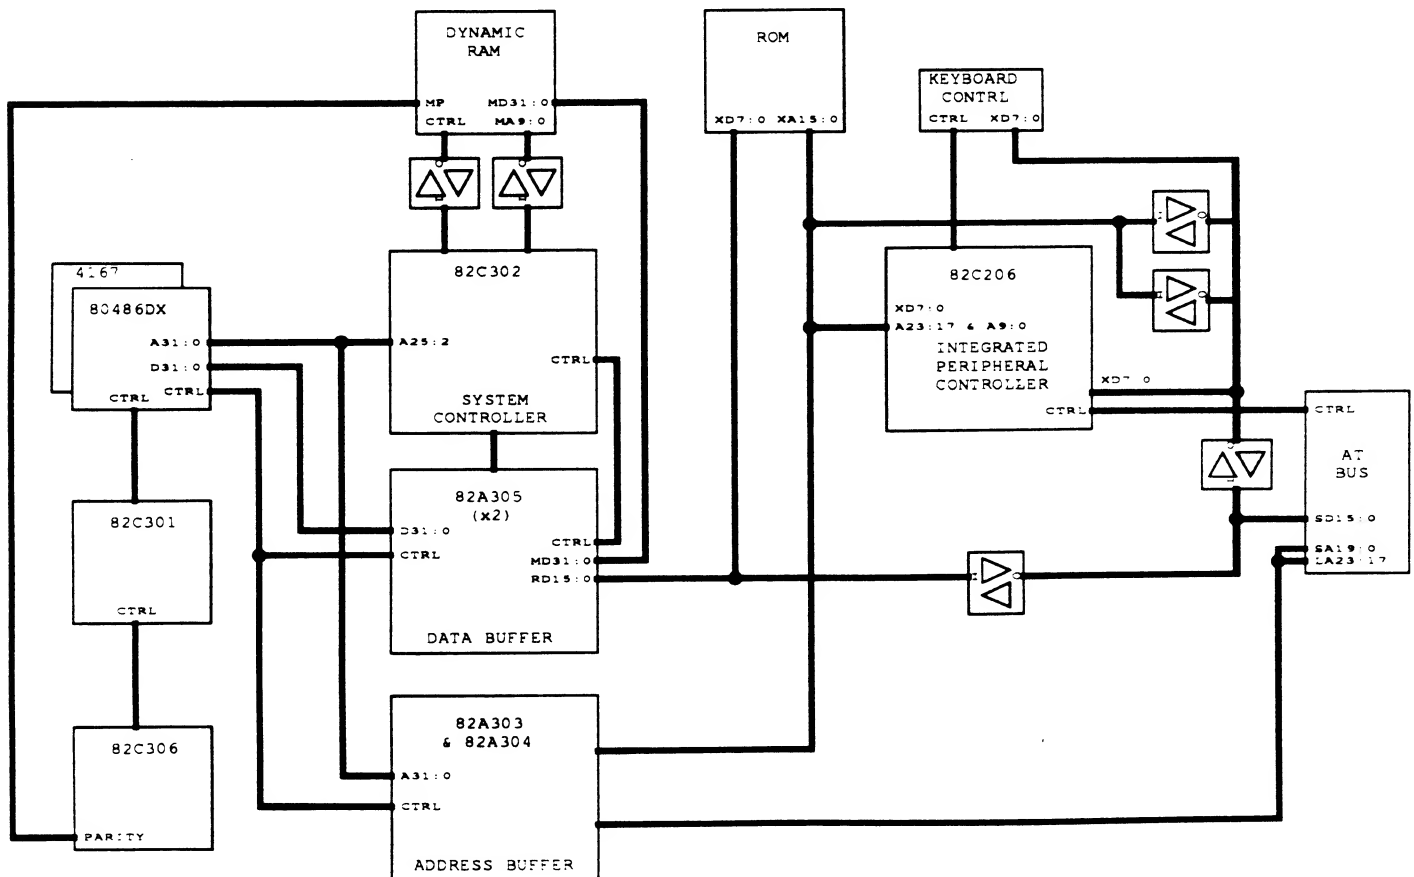 DYNAMIC
RAM
MP MD31:0
CTRL MA9:0
ROM
XD7:0 XA15:0
KEYBOARD
CONTRL
CTRL XD7:0
4167
80486DX
A31:0
D31:0
CTRL
CTRL
82C302
A25:2
CTRL
SYSTEM
CONTROLLER
82C206
XD7:0
A23:17 & A9:0
INTEGRATED
PERIPHERAL
CONTROLLER
XD7:0
CTRL
CTRL
AT
BUS
SD15:0
SA19:0
LA23:17
82C301
CTRL
82A305
(x2)
D31:0
CTRL
CTRL
MD31:0
RD15:0
DATA BUFFER
82C306
PARITY
82A303
& 82A304
A31:0
CTRL
ADDRESS BUFFER